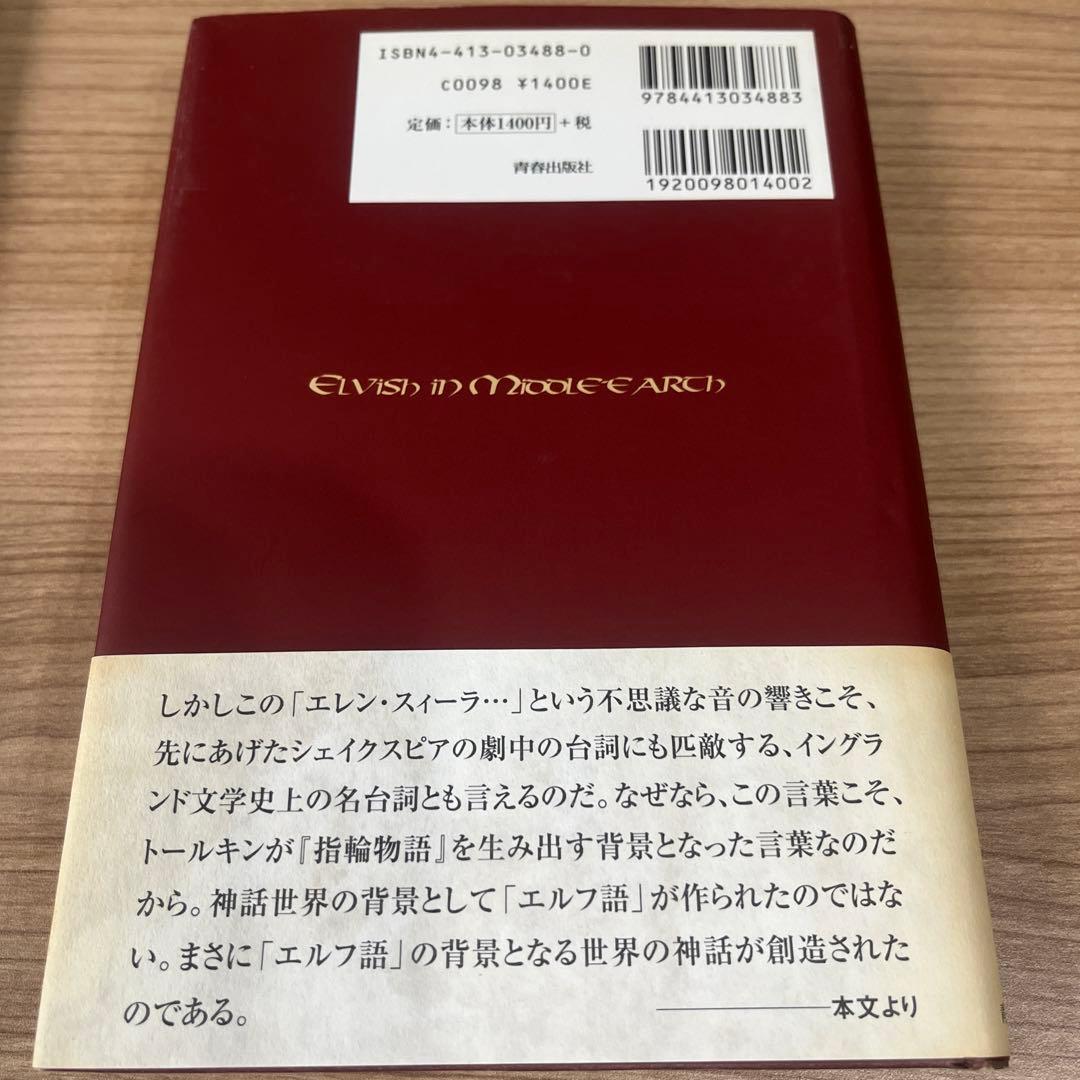 ISBN4-413-03488-0
C0098 ¥1400E
定価:本体1400円+税
青春出版社
9784413034883
1920098014002
Elvish in Middle-Earth
しかしこの「エレン・スィーラ…」という不思議な音の響きこそ、
先にあげたシェイクスピアの劇中の台詞にも匹敵する、イングラ
ンド文学史上の名台詞とも言えるのだ。なぜなら、この言葉こそ、
トールキンが『指輪物語』を生み出す背景となった言葉なのだ
から。神話世界の背景として「エルフ語」が作られたのではな
い。まさに「エルフ語」の背景となる世界の神話が創造された
のである。
――本文より